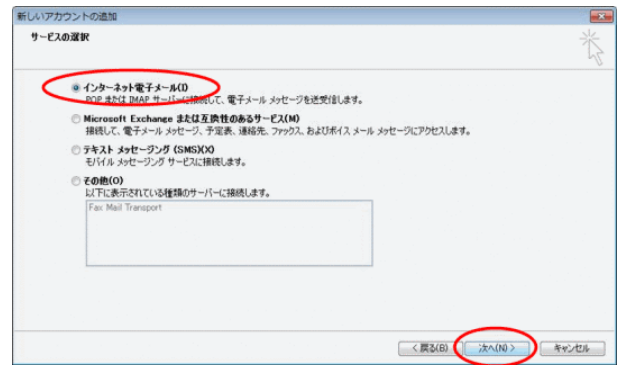 新しいアカウントの追加
サービスの選択
インターネット電子メール(I)
POP または IMAP サーバーに接続して、電子メール メッセージを送受信します。
Microsoft Exchange または互換性のあるサービス(M)
接続して、電子メール メッセージ、予定表、連絡先、ファックス、およびボイス メール メッセージにアクセスします。
テキスト メッセージング (SMS)(X)
モバイル メッセージング サービスに接続します。
その他(O)
以下に表示されている種類のサーバーに接続します。
Fax Mail Transport
< 戻る(B) 次へ(N) > キャンセル